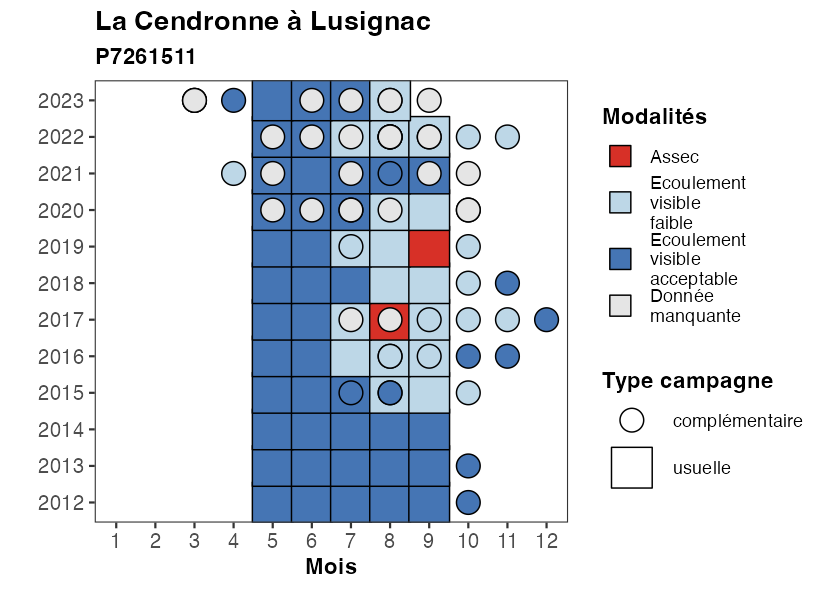 La Cendronne à Lusignac
P7261511
2023
2022
2021
2020
2019
2018
2017
2016
2015
2014
2013
2012
1 2 3 4 5 6 7 8 9 10 11 12
Mois
Modalités
Assec
Ecoulement
visible
faible
Ecoulement
visible
acceptable
Donnée
manquante
Type campagne
complémentaire
usuelle